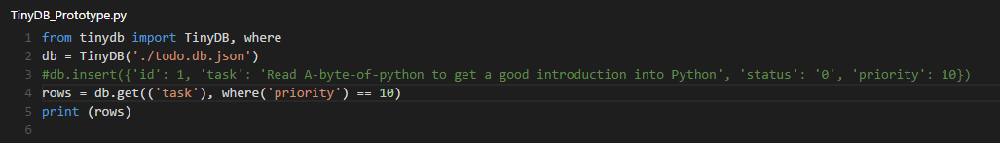 TinyDB_Prototype.py
1 from tinydb import TinyDB, where
2 db = TinyDB('./todo.db.json')
3 #db.insert({'id': 1, 'task': 'Read A-byte-of-python to get a good introduction into Python', 'status': '0', 'priority': 10})
4 rows = db.get(('task'), where('priority') == 10)
5 print (rows)
6